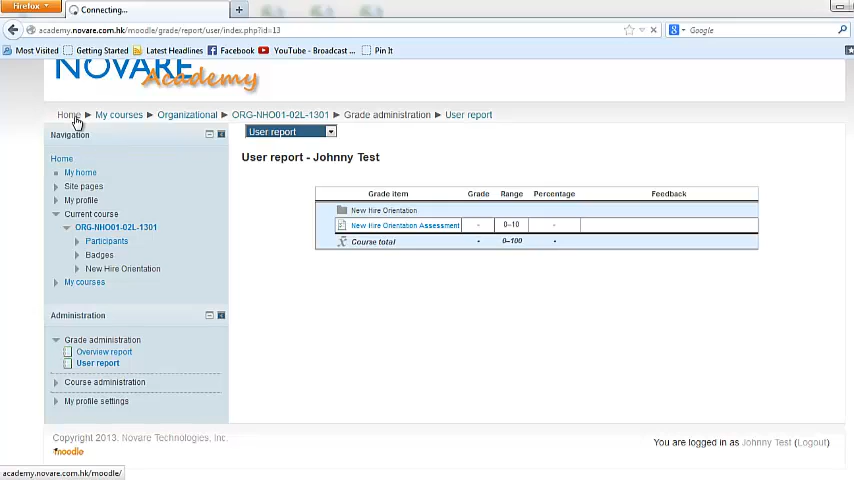 Firefox
Connecting...
academy.novare.com.hk/moodle/grade/report/user/index.php?id=13
Google
Most Visited Getting Started Latest Headlines Facebook YouTube - Broadcast Yo... Pin It
NOVARE
Academy
Home ▶ My courses ▶ Organizational ▶ ORG-NHO01-02L-1301 ▶ Grade administration ▶ User report
Navigation
Home
My home
Site pages
My profile
Current course
ORG-NHO01-02L-1301
Participants
Badges
New Hire Orientation
My courses
Administration
Grade administration
Overview report
User report
Course administration
My profile settings
User report
User report - Johnny Test
Grade item Grade Range Percentage Feedback
New Hire Orientation
New Hire Orientation Assessment - 0–10 -
Course total - 0–100 -
Copyright 2013. Novare Technologies, Inc.
moodle
You are logged in as Johnny Test (Logout)
academy.novare.com.hk/moodle/